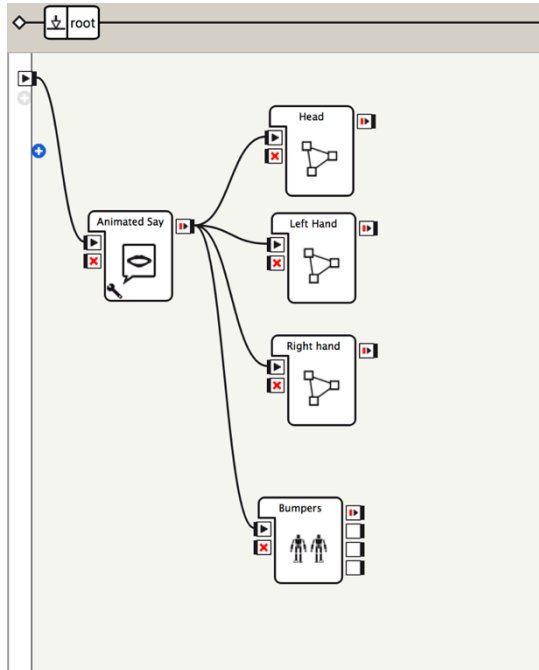 root
Head
Animated Say
Left Hand
Right hand
Bumpers